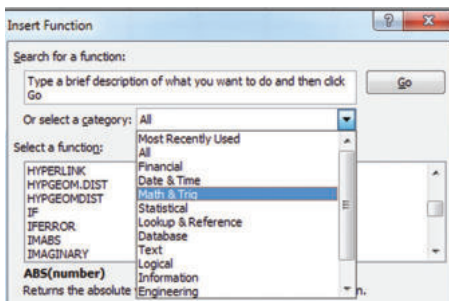 Insert Function
Search for a function:
Type a brief description of what you want to do and then click
Go
Go
Or select a category: All
Most Recently Used
All
Financial
Date & Time
Math & Trig
Statistical
Lookup & Reference
Database
Text
Logical
Information
Engineering
Select a function:
HYPERLINK
HYPGEOM.DIST
HYPGEOMDIST
IF
IFERROR
IMABS
IMAGINARY
ABS(number)
Returns the absolute
n.